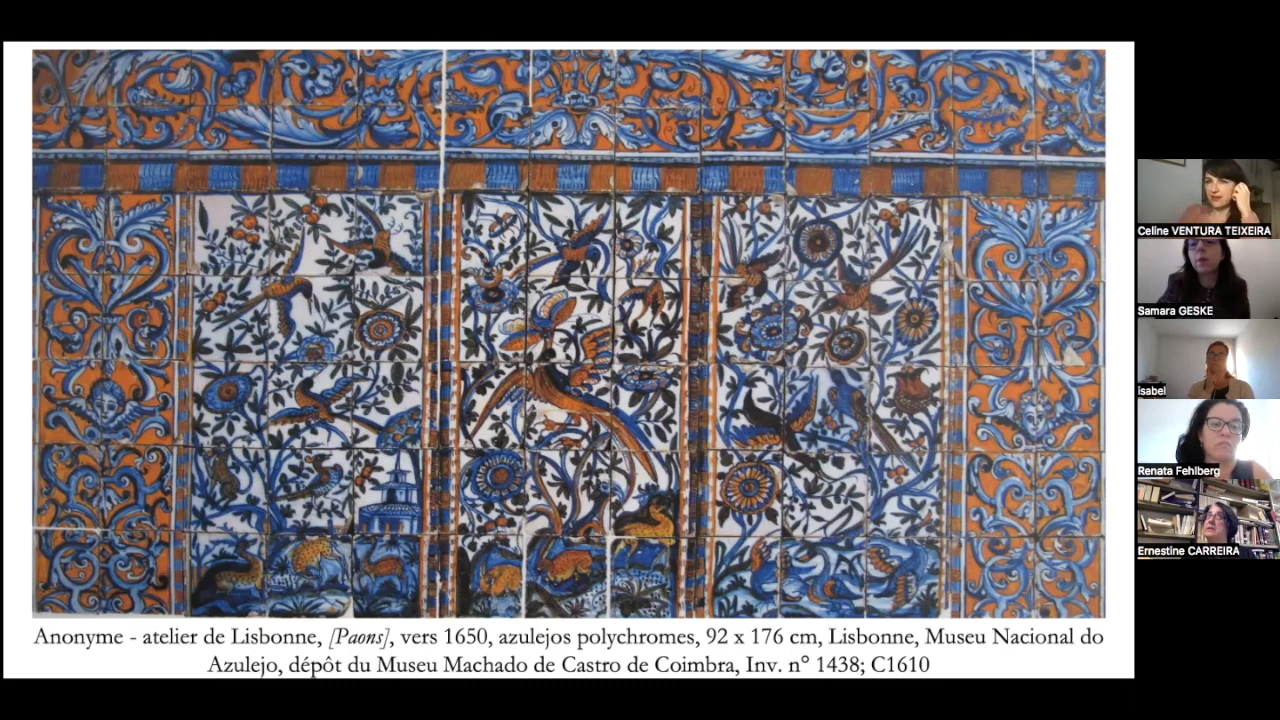 Anonyme - atelier de Lisbonne, [Paons], vers 1650, azulejos polychromes, 92 x 176 cm, Lisbonne, Museu Nacional do
Azulejo, dépôt du Museu Machado de Castro de Coimbra, Inv. n° 1438; C1610
Celine VENTURA TEIXEIRA
Samara GESKE
isabel
Renata Fehlberg
Ernestine CARREIRA